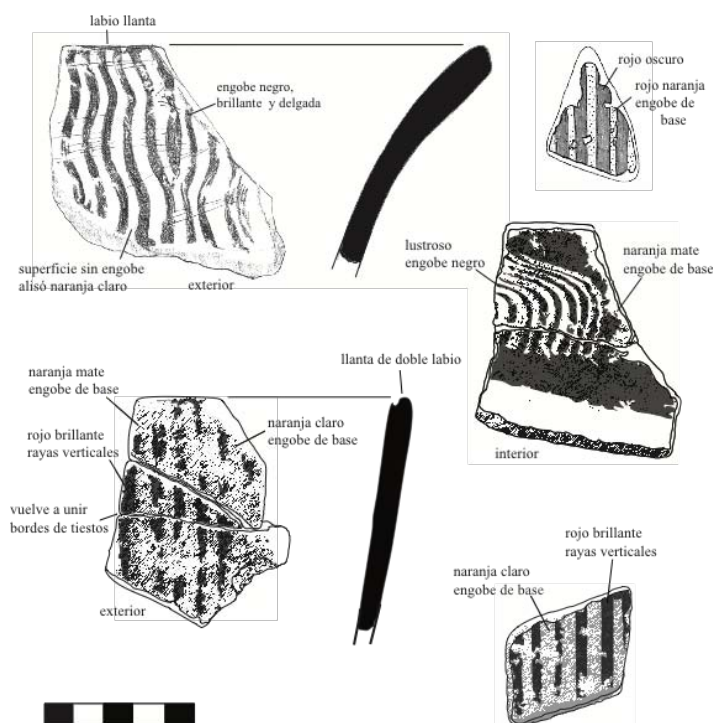 labio llanta
engobe negro,
brillante y delgada
superficie sin engobe
alisó naranja claro
exterior
rojo oscuro
rojo naranja
engobe de
base
lustroso
engobe negro
naranja mate
engobe de base
interior
llanta de doble labio
naranja mate
engobe de base
naranja claro
engobe de base
rojo brillante
rayas verticales
vuelve a unir
bordes de tiestos
exterior
rojo brillante
rayas verticales
naranja claro
engobe de base